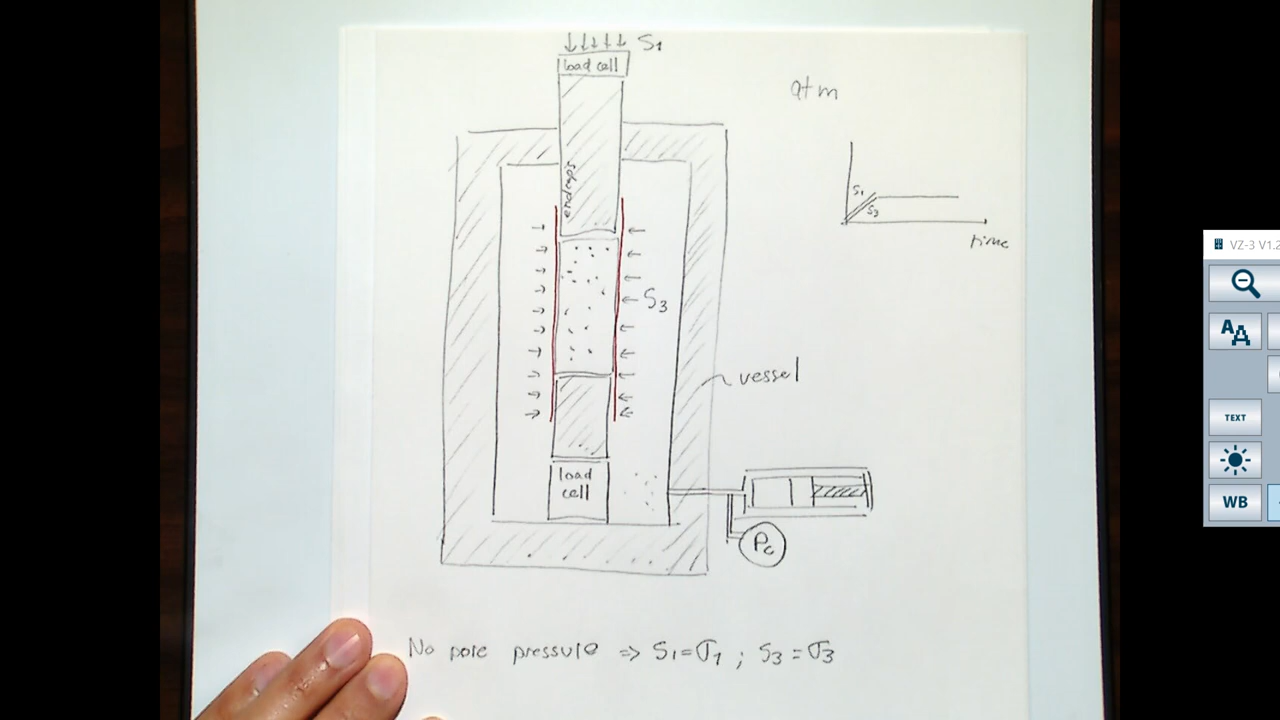 S1
load cell
atm
endcaps
S1
S3
time
S3
vessel
load
cell
Pc
No pore pressure ⇒ S1=σ1 ; S3=σ3
VZ-3 V1.2
AA
TEXT
WB